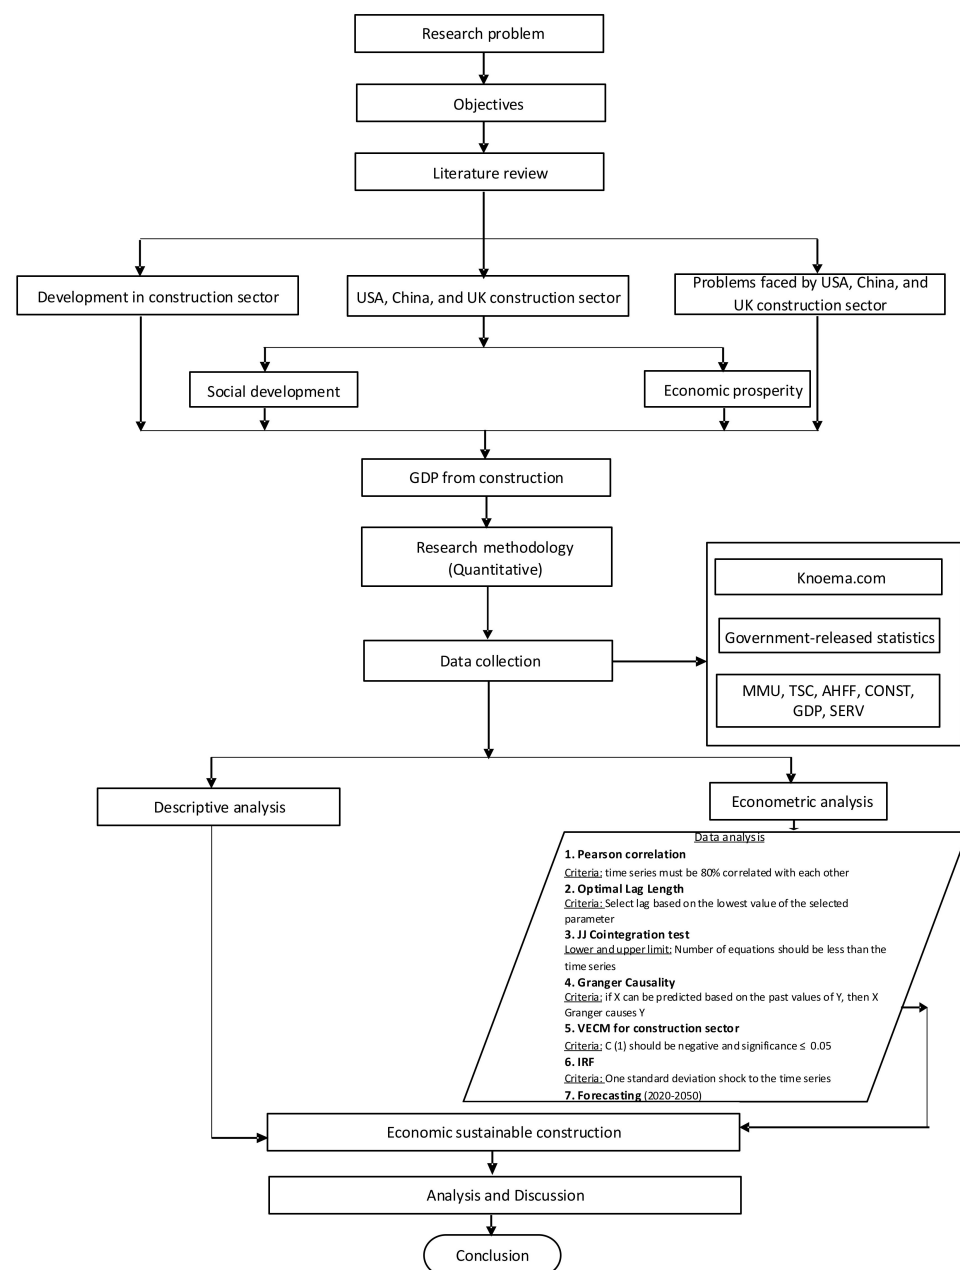 Research problem
Objectives
Literature review
Development in construction sector
USA, China, and UK construction sector
Problems faced by USA, China, and
UK construction sector
Social development
Economic prosperity
GDP from construction
Research methodology
(Quantitative)
Knoema.com
Government-released statistics
Data collection
MMU, TSC, AHFF, CONST,
GDP, SERV
Descriptive analysis
Econometric analysis
Data analysis
1. Pearson correlation
Criteria: time series must be 80% correlated with each other
2. Optimal Lag Length
Criteria: Select lag based on the lowest value of the selected
parameter
3. JJ Cointegration test
Lower and upper limit: Number of equations should be less than the
time series
4. Granger Causality
Criteria: if X can be predicted based on the past values of Y, then X
Granger causes Y
5. VECM for construction sector
Criteria: C (1) should be negative and significance ≤ 0.05
6. IRF
Criteria: One standard deviation shock to the time series
7. Forecasting (2020-2050)
Economic sustainable construction
Analysis and Discussion
Conclusion